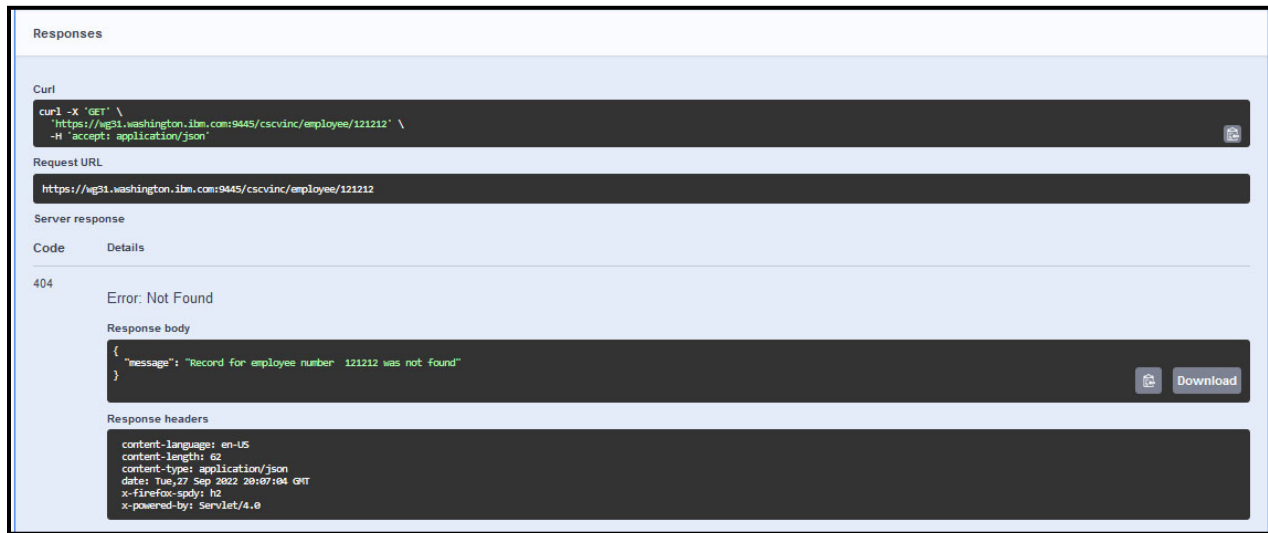 Responses
Curl
curl -X 'GET' \
'https://wg31.washington.ibm.com:9445/cscvinc/employee/121212' \
-H 'accept: application/json'
Request URL
https://wg31.washington.ibm.com:9445/cscvinc/employee/121212
Server response
Code Details
404
Error: Not Found
Response body
{
"message": "Record for employee number  121212 was not found"
}
Download
Response headers
content-language: en-US
content-length: 62
content-type: application/json
date: Tue,27 Sep 2022 20:07:04 GMT
x-firefox-spdy: h2
x-powered-by: Servlet/4.0